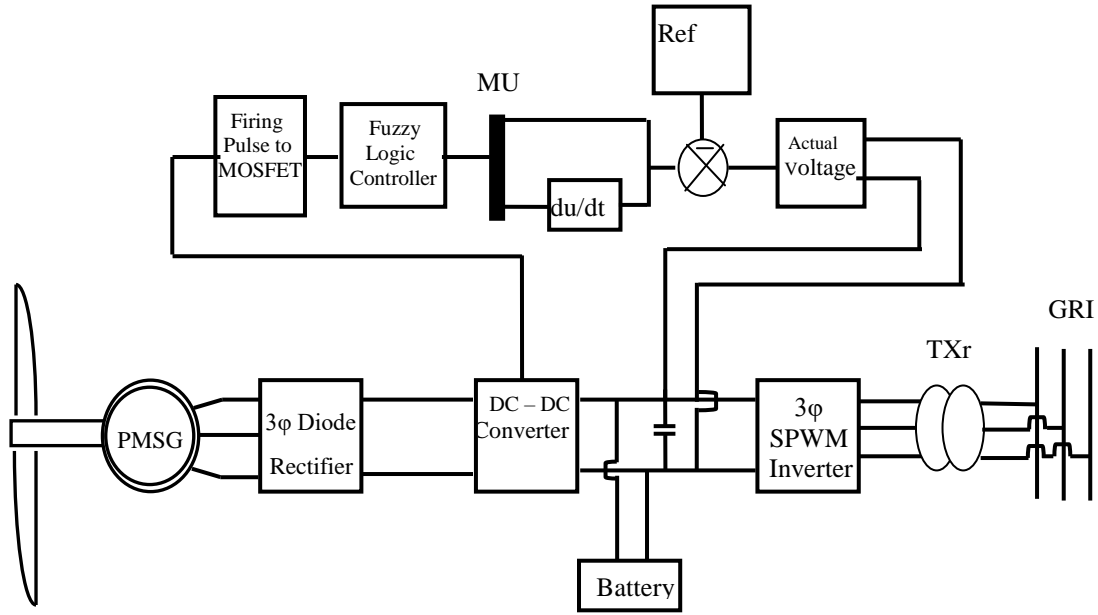 Ref
MU
Firing
Pulse to
MOSFET
Fuzzy
Logic
Controller
du/dt
Actual
voltage
GRI
TXr
PMSG
3φ Diode
Rectifier
DC – DC
Converter
3φ
SPWM
Inverter
Battery